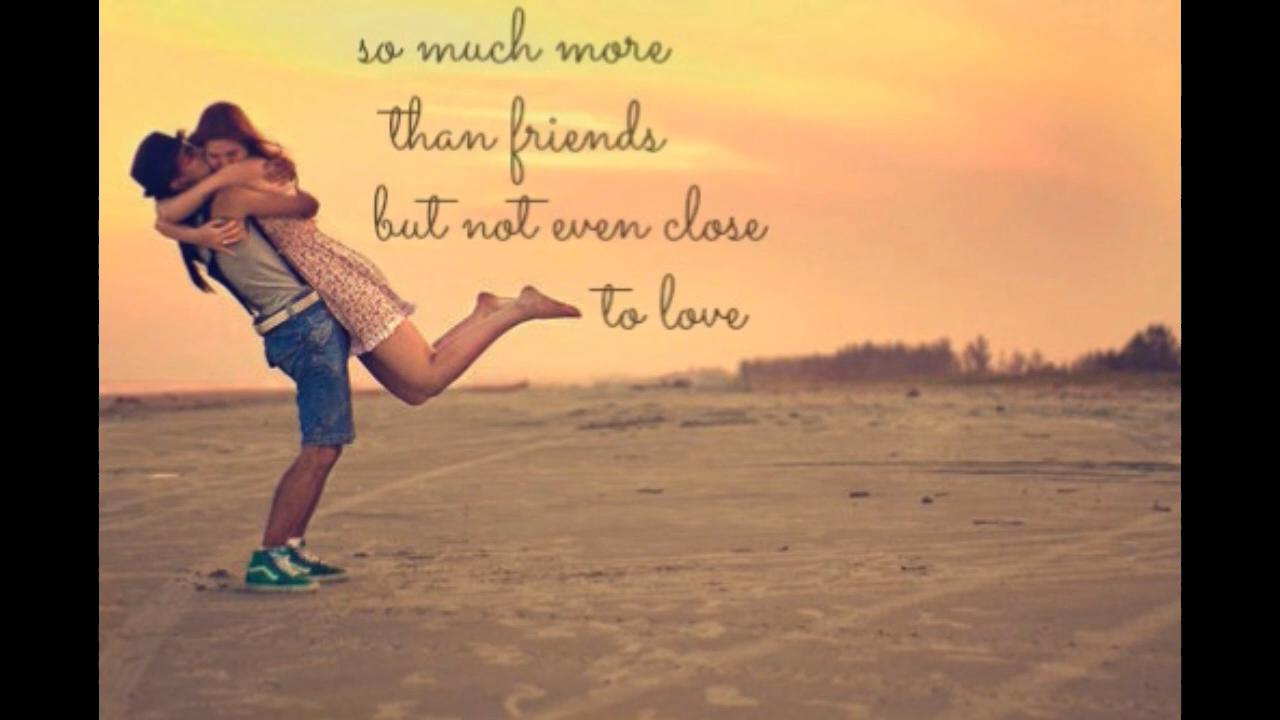 so much more
than friends
but not even close
to love